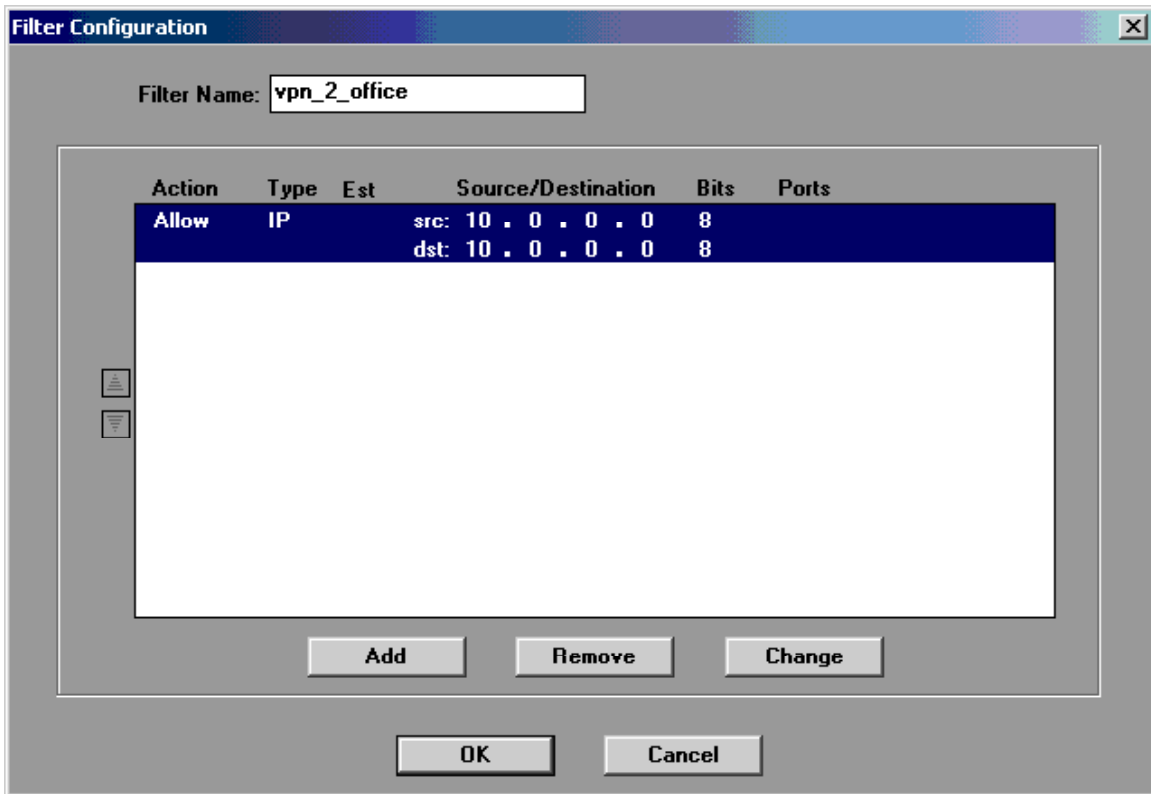 Filter Configuration
Filter Name: vpn_2_office
Action Type Est Source/Destination Bits Ports
Allow IP src: 10 . 0 . 0 . 0 8
dst: 10 . 0 . 0 . 0 8
Add Remove Change
OK Cancel